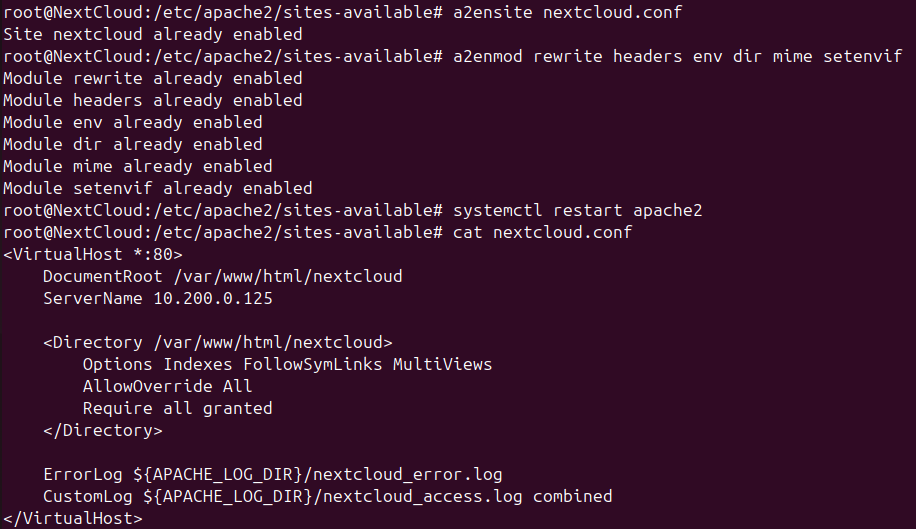 root@NextCloud:/etc/apache2/sites-available# a2ensite nextcloud.conf
Site nextcloud already enabled
root@NextCloud:/etc/apache2/sites-available# a2enmod rewrite headers env dir mime setenvif
Module rewrite already enabled
Module headers already enabled
Module env already enabled
Module dir already enabled
Module mime already enabled
Module setenvif already enabled
root@NextCloud:/etc/apache2/sites-available# systemctl restart apache2
root@NextCloud:/etc/apache2/sites-available# cat nextcloud.conf
<VirtualHost *:80>
    DocumentRoot /var/www/html/nextcloud
    ServerName 10.200.0.125

    <Directory /var/www/html/nextcloud>
        Options Indexes FollowSymLinks MultiViews
        AllowOverride All
        Require all granted
    </Directory>

    ErrorLog ${APACHE_LOG_DIR}/nextcloud_error.log
    CustomLog ${APACHE_LOG_DIR}/nextcloud_access.log combined
</VirtualHost>